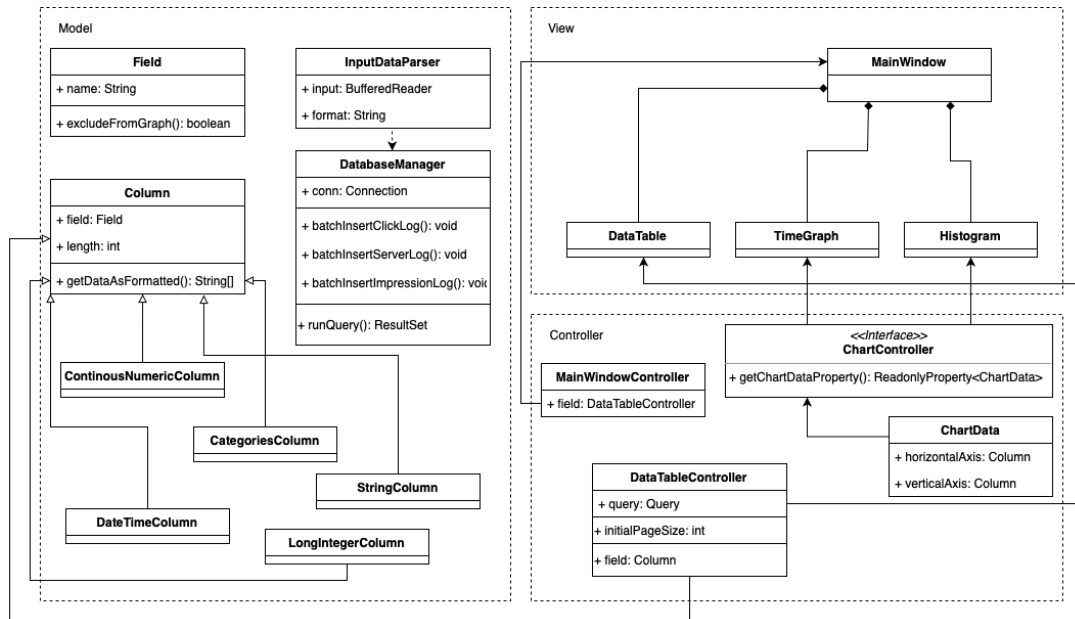 Model
Field
+ name: String
+ excludeFromGraph(): boolean
InputDataParser
+ input: BufferedReader
+ format: String
DatabaseManager
+ conn: Connection
+ batchInsertClickLog(): void
+ batchInsertServerLog(): void
+ batchInsertImpressionLog(): void
+ runQuery(): ResultSet
Column
+ field: Field
+ length: int
+ getDataAsFormatted(): String[]
ContinousNumericColumn
CategoriesColumn
StringColumn
DateTimeColumn
LongIntegerColumn
View
MainWindow
DataTable
TimeGraph
Histogram
Controller
MainWindowController
+ field: DataTableController
<<Interface>>
ChartController
+ getChartDataProperty(): ReadonlyProperty<ChartData>
ChartData
+ horizontalAxis: Column
+ verticalAxis: Column
DataTableController
+ query: Query
+ initialPageSize: int
+ field: Column